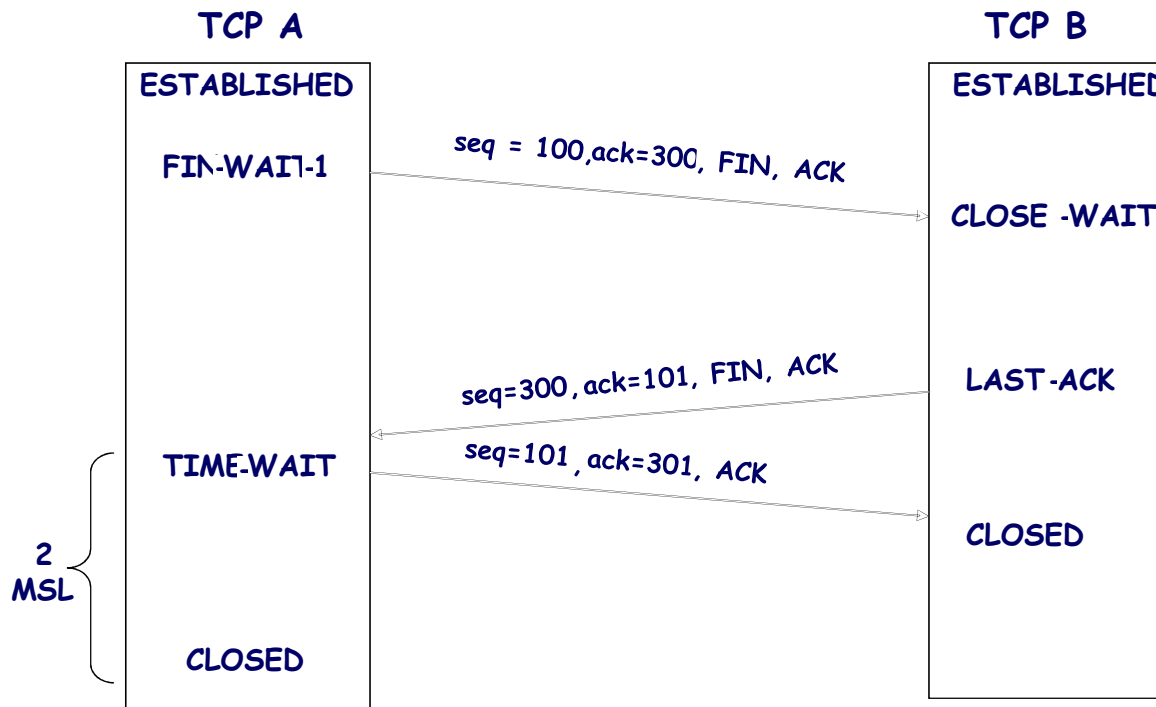 TCP A
TCP B
ESTABLISHED
ESTABLISHED
seq = 100,ack=300, FIN, ACK
FIN-WAIT-1
CLOSE -WAIT
seq=300,ack=101, FIN, ACK
LAST-ACK
seq=101,ack=301, ACK
TIME-WAIT
CLOSED
2
MSL
CLOSED